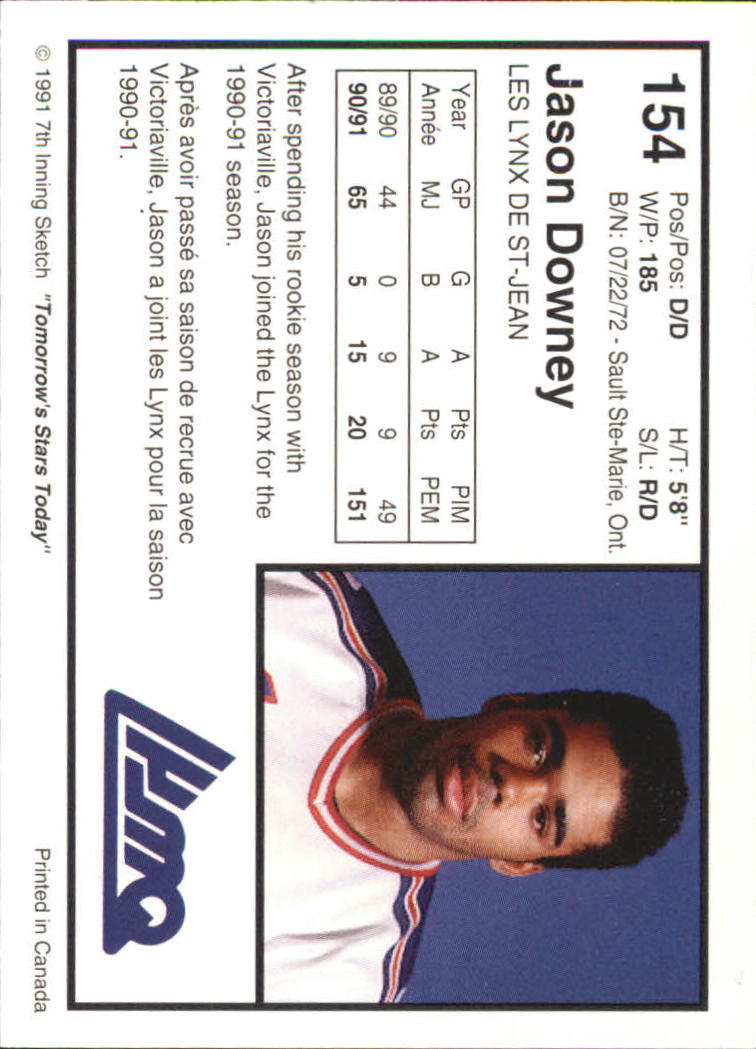 154
Pos/Pos: D/D H/T: 5'8"
W/P: 185 S/L: R/D
B/N: 07/22/72 - Sault Ste-Marie, Ont.
Jason Downey
LES LYNX DE ST-JEAN
Year GP G A Pts PIM
Année MJ B A Pts PEM
89/90 44 0 9 9 49
90/91 65 5 15 20 151
After spending his rookie season with
Victoriaville, Jason joined the Lynx for the
1990-91 season.
Après avoir passé sa saison de recrue avec
Victoriaville, Jason a joint les Lynx pour la saison
1990-91.
LHJMQ
© 1991 7th Inning Sketch "Tomorrow's Stars Today" Printed in Canada